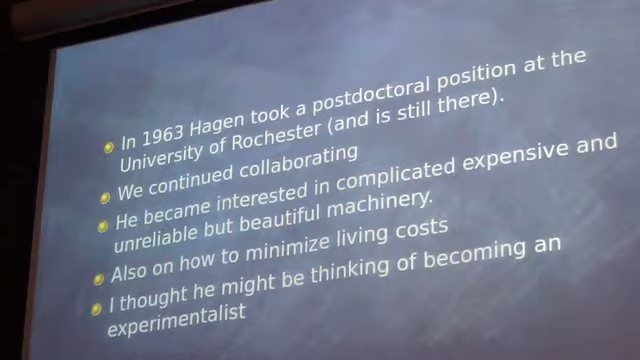 In 1963 Hagen took a postdoctoral position at the
University of Rochester (and is still there).
We continued collaborating
He became interested in complicated expensive and
unreliable but beautiful machinery.
Also on how to minimize living costs
I thought he might be thinking of becoming an
experimentalist